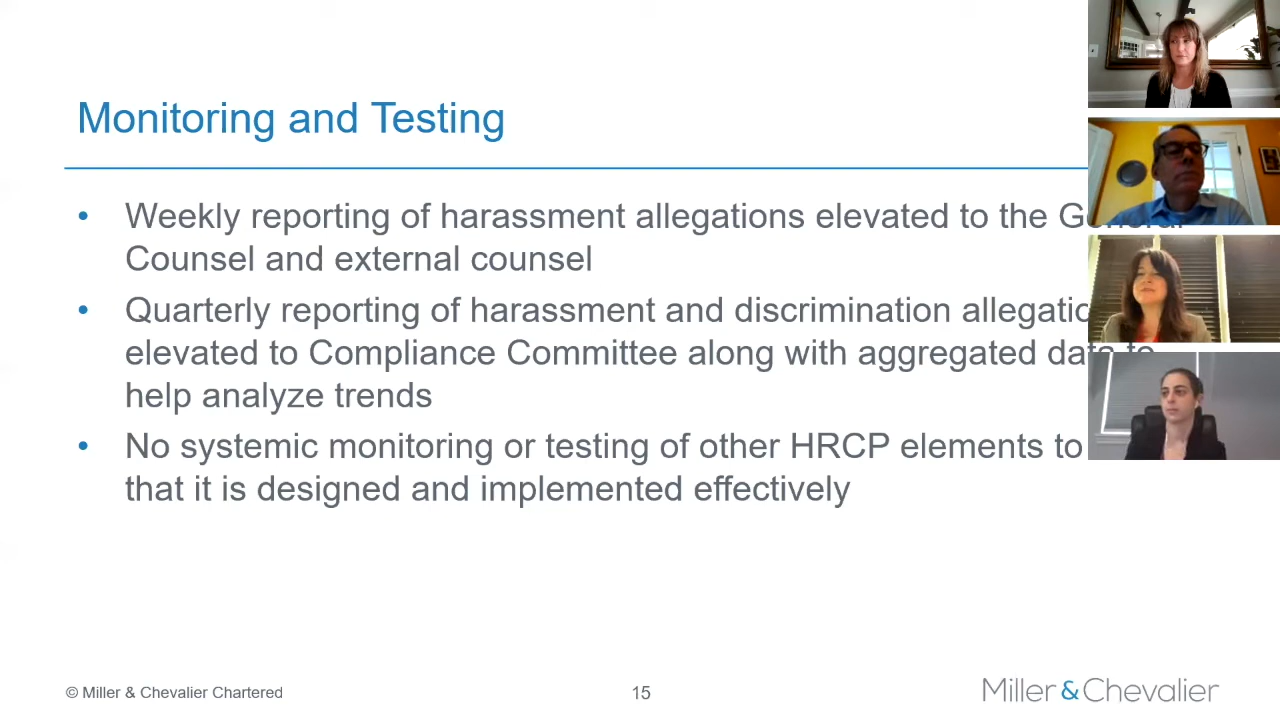 Monitoring and Testing
• Weekly reporting of harassment allegations elevated to the General
Counsel and external counsel
• Quarterly reporting of harassment and discrimination
elevated to Compliance Committee along with aggregated data to
help analyze trends
• No systemic monitoring or testing of other HRCP elements to
that it is designed and implemented effectively
© Miller & Chevalier Chartered
15
Miller&Chevalier